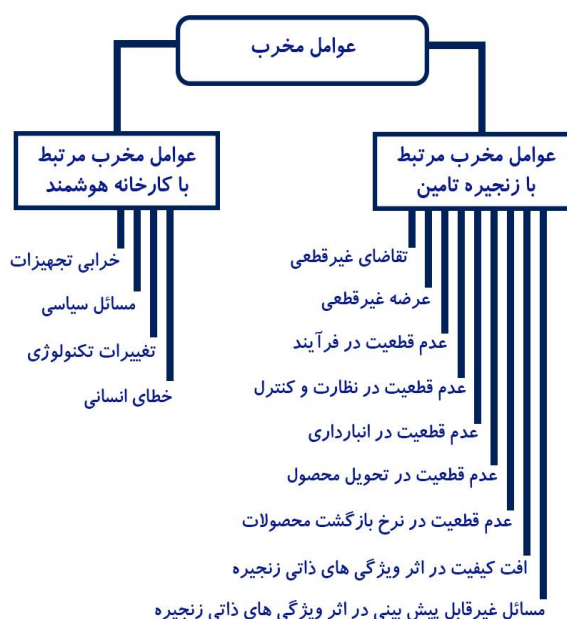 عوامل مخرب
عوامل مخرب مرتبط
با زنجیره تامین
تقاضای غیرقطعی
عرضه غیرقطعی
عدم قطعیت در فرآیند
عدم قطعیت در نظارت و کنترل
عدم قطعیت در انبارداری
عدم قطعیت در تحویل محصول
عدم قطعیت در نرخ بازگشت محصولات
افت کیفیت در اثر ویژگی های ذاتی زنجیره
مسائل غیرقابل پیش بینی در اثر ویژگی های ذاتی زنجیره
عوامل مخرب مرتبط
با کارخانه هوشمند
خرابی تجهیزات
مسائل سیاسی
تغییرات تکنولوژی
خطای انسانی